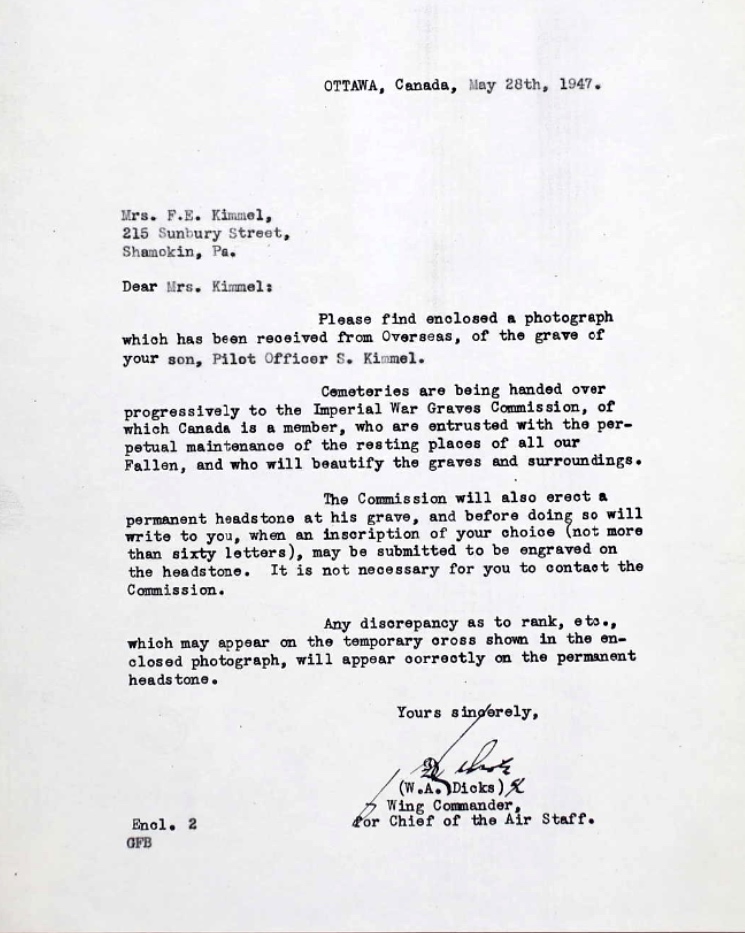 OTTAWA, Canada, May 28th, 1947.
Mrs. F.E. Kimmel,
215 Sunbury Street,
Shamokin, Pa.
Dear Mrs. Kimmel:
Please find enclosed a photograph
which has been received from Overseas, of the grave of
your son, Pilot Officer S. Kimmel.
Cemeteries are being handed over
progressively to the Imperial War Graves Commission, of
which Canada is a member, who are entrusted with the per-
petual maintenance of the resting places of all our
Fallen, and who will beautify the graves and surroundings.
The Commission will also erect a
permanent headstone at his grave, and before doing so will
write to you, when an inscription of your choice (not more
than sixty letters), may be submitted to be engraved on
the headstone. It is not necessary for you to contact the
Commission.
Any discrepancy as to rank, etc.,
which may appear on the temporary cross shown in the en-
closed photograph, will appear correctly on the permanent
headstone.
Yours sincerely,
(W.A. Dicks)
Wing Commander,
for Chief of the Air Staff.
Encl. 2
GFB